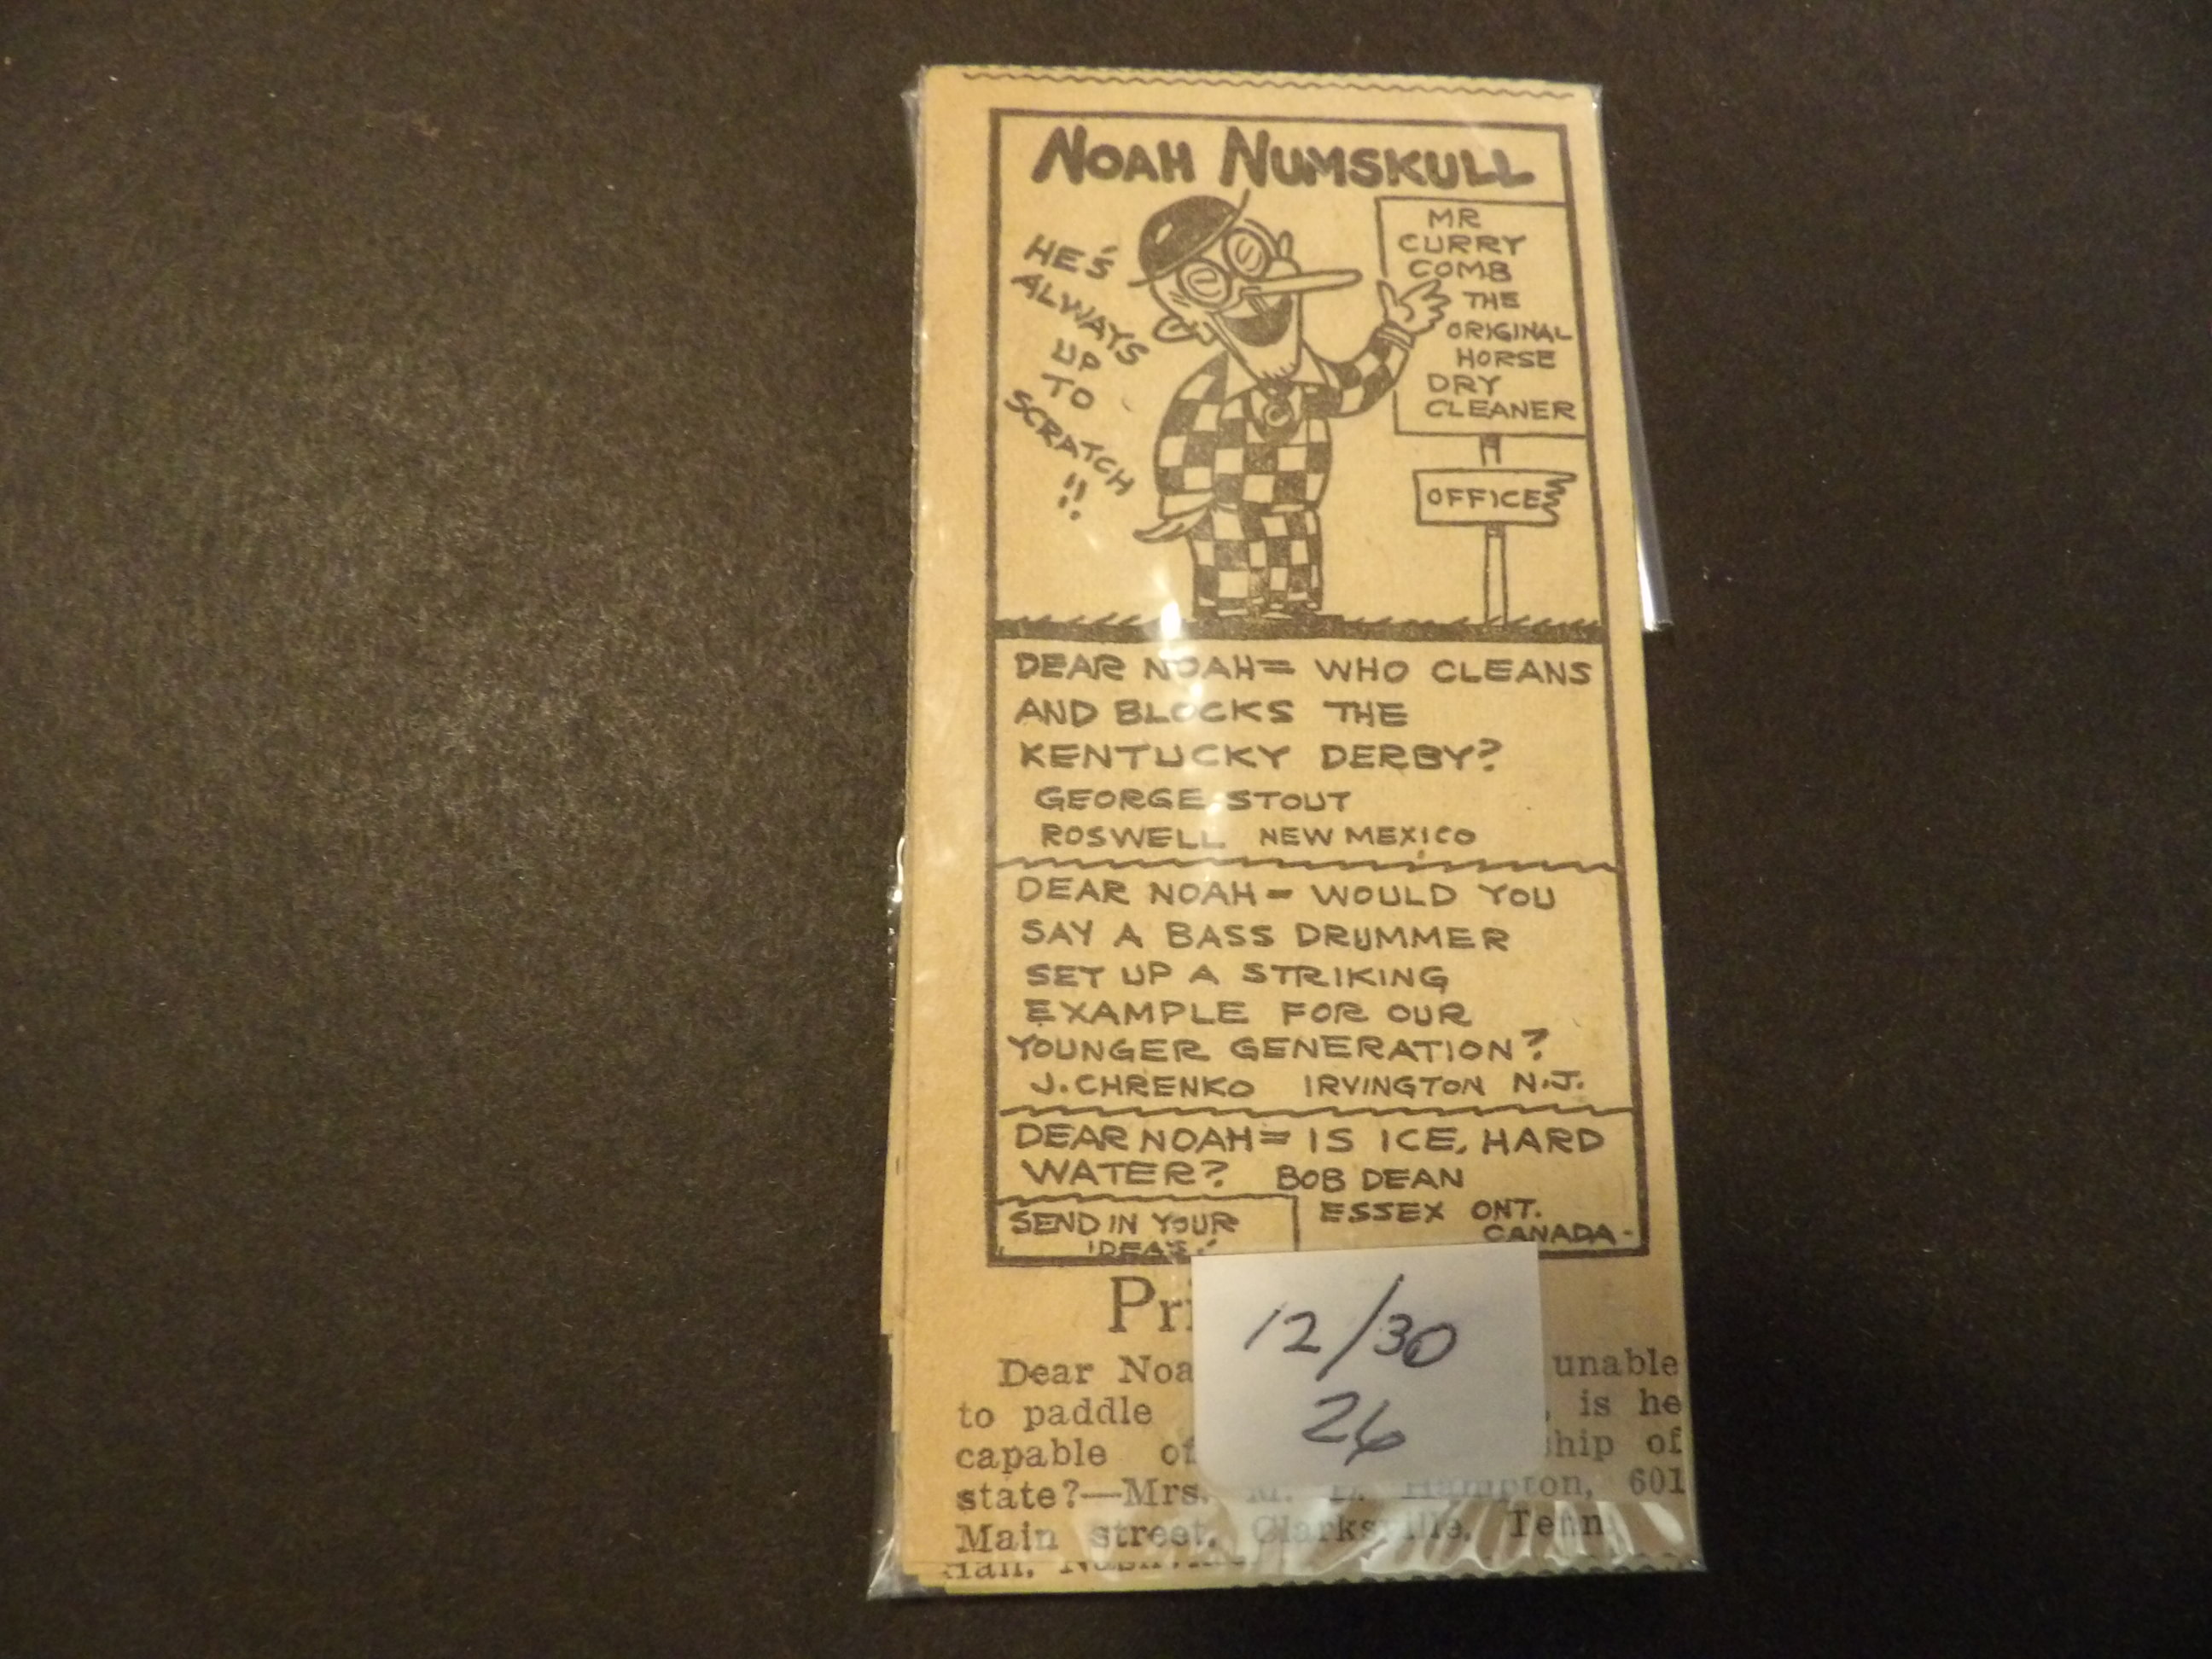 NOAH NUMSKULL
HE'S
ALWAYS
UP
TO
SCRATCH
!!
MR
CURRY
COMB
THE
ORIGINAL
HORSE
DRY
CLEANER
OFFICE
DEAR NOAH= WHO CLEANS
AND BLOCKS THE
KENTUCKY DERBY?
GEORGE STOUT
ROSWELL NEW MEXICO
DEAR NOAH= WOULD YOU
SAY A BASS DRUMMER
SET UP A STRIKING
EXAMPLE FOR OUR
YOUNGER GENERATION?
J. CHRENKO IRVINGTON N.J.
DEAR NOAH= IS ICE, HARD
WATER? BOB DEAN
ESSEX ONT.
CANADA-
SEND IN YOUR
IDEAS!
12/30
26
Dear unable
to paddle , is he
capable of
state?—Mrs. 601
Main street, Clarksville, Tenn.